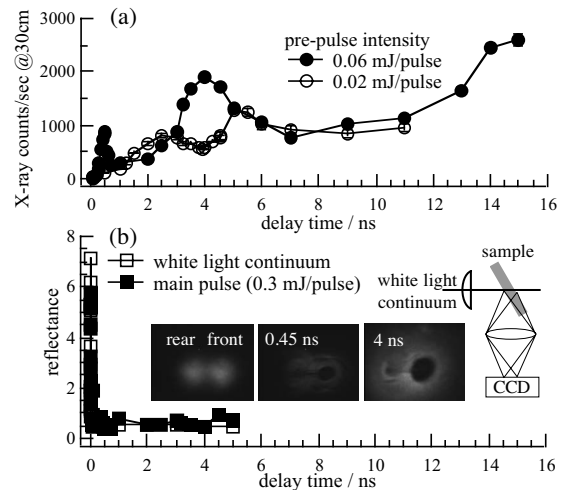 (a)
X-ray counts/sec @30cm
3000
2000
1000
0
pre-pulse intensity
0.06 mJ/pulse
0.02 mJ/pulse
0 2 4 6 8 10 12 14 16
delay time / ns
(b)
reflectance
8
6
4
2
0
white light continuum
main pulse (0.3 mJ/pulse)
rear front
0.45 ns
4 ns
sample
white light
continuum
CCD
0 2 4 6 8 10 12 14 16
delay time / ns